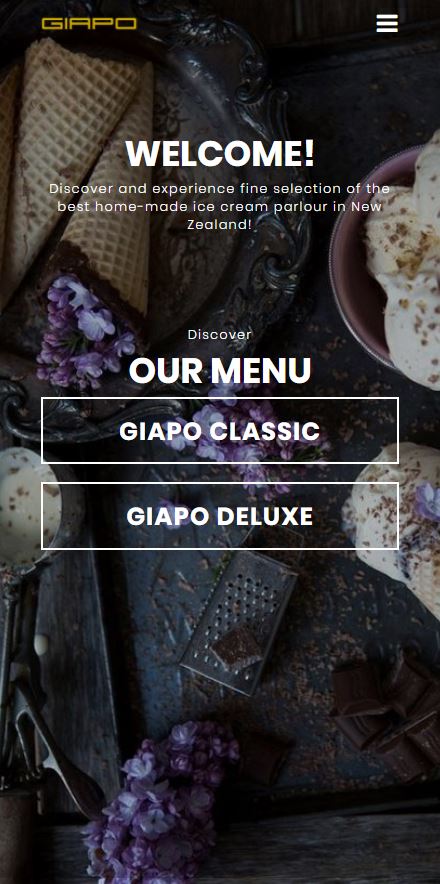 GIAPO
WELCOME!
Discover and experience fine selection of the
best home-made ice cream parlour in New
Zealand!
Discover
OUR MENU
GIAPO CLASSIC
GIAPO DELUXE